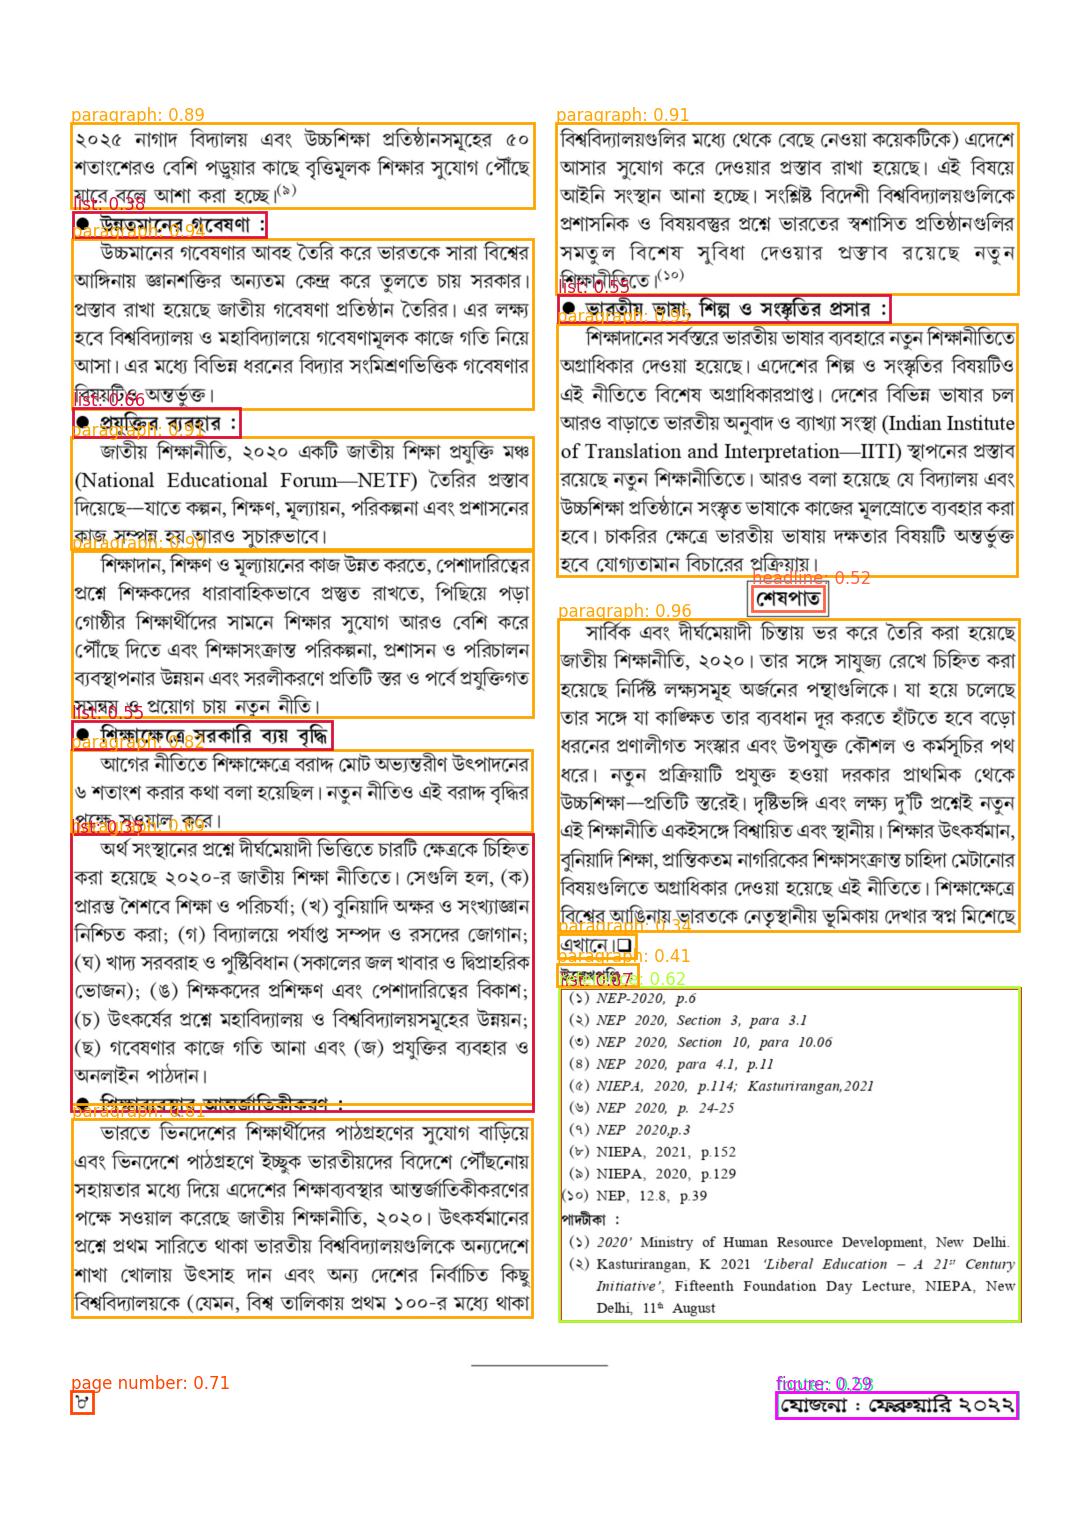 ২০২৫ নাগাদ বিদ্যালয় এবং উচ্চশিক্ষা প্রতিষ্ঠানসমূহের ৫০
শতাংশেরও বেশি পড়ুয়ার কাছে বৃত্তিমূলক শিক্ষার সুযোগ পৌঁছে
যাবে বলে আশা করা হচ্ছে।(৯)
● উন্নতমানের গবেষণা :
উচ্চমানের গবেষণার আবহ তৈরি করে ভারতকে সারা বিশ্বের
আঙ্গিনায় জ্ঞানশক্তির অন্যতম কেন্দ্র করে তুলতে চায় সরকার।
প্রস্তাব রাখা হয়েছে জাতীয় গবেষণা প্রতিষ্ঠান তৈরির। এর লক্ষ্য
হবে বিশ্ববিদ্যালয় ও মহাবিদ্যালয়ে গবেষণামূলক কাজে গতি নিয়ে
আসা। এর মধ্যে বিভিন্ন ধরনের বিদ্যার সংমিশ্রণভিত্তিক গবেষণার
বিষয়টিও অন্তর্ভুক্ত।
● প্রযুক্তির ব্যবহার :
জাতীয় শিক্ষানীতি, ২০২০ একটি জাতীয় শিক্ষা প্রযুক্তি মঞ্চ
(National Educational Forum—NETF) তৈরির প্রস্তাব
দিয়েছে—যাতে কল্পন, শিক্ষণ, মূল্যায়ন, পরিকল্পনা এবং প্রশাসনের
কাজ সম্পন্ন হয় আরও সুচারুভাবে।
শিক্ষাদান, শিক্ষণ ও মূল্যায়নের কাজ উন্নত করতে, পেশাদারিত্বের
প্রশ্নে শিক্ষকদের ধারাবাহিকভাবে প্রস্তুত রাখতে, পিছিয়ে পড়া
গোষ্ঠীর শিক্ষার্থীদের সামনে শিক্ষার সুযোগ আরও বেশি করে
পৌঁছে দিতে এবং শিক্ষাসংক্রান্ত পরিকল্পনা, প্রশাসন ও পরিচালন
ব্যবস্থাপনার উন্নয়ন এবং সরলীকরণে প্রতিটি স্তর ও পর্বে প্রযুক্তিগত
সমন্বয় ও প্রয়োগ চায় নতুন নীতি।
● শিক্ষাক্ষেত্রে সরকারি ব্যয় বৃদ্ধি
আগের নীতিতে শিক্ষাক্ষেত্রে বরাদ্দ মোট অভ্যন্তরীণ উৎপাদনের
৬ শতাংশ করার কথা বলা হয়েছিল। নতুন নীতিও এই বরাদ্দ বৃদ্ধির
পক্ষে সওয়াল করে।
অর্থ সংস্থানের প্রশ্নে দীর্ঘমেয়াদী ভিত্তিতে চারটি ক্ষেত্রকে চিহ্নিত
করা হয়েছে ২০২০-র জাতীয় শিক্ষা নীতিতে। সেগুলি হল, (ক)
প্রারম্ভ শৈশবে শিক্ষা ও পরিচর্যা; (খ) বুনিয়াদি অক্ষর ও সংখ্যাজ্ঞান
নিশ্চিত করা; (গ) বিদ্যালয়ে পর্যাপ্ত সম্পদ ও রসদের জোগান;
(ঘ) খাদ্য সরবরাহ ও পুষ্টিবিধান (সকালের জল খাবার ও দ্বিপ্রাহরিক
ভোজন); (ঙ) শিক্ষকদের প্রশিক্ষণ এবং পেশাদারিত্বের বিকাশ;
(চ) উৎকর্ষের প্রশ্নে মহাবিদ্যালয় ও বিশ্ববিদ্যালয়সমূহের উন্নয়ন;
(ছ) গবেষণার কাজে গতি আনা এবং (জ) প্রযুক্তির ব্যবহার ও
অনলাইন পাঠদান।
● শিক্ষাব্যবস্থার আন্তর্জাতিকীকরণ :
ভারতে ভিনদেশের শিক্ষার্থীদের পাঠগ্রহণের সুযোগ বাড়িয়ে
এবং ভিনদেশে পাঠগ্রহণে ইচ্ছুক ভারতীয়দের বিদেশে পৌঁছনোয়
সহায়তার মধ্যে দিয়ে এদেশের শিক্ষাব্যবস্থার আন্তর্জাতিকীকরণের
পক্ষে সওয়াল করেছে জাতীয় শিক্ষানীতি, ২০২০। উৎকর্ষমানের
প্রশ্নে প্রথম সারিতে থাকা ভারতীয় বিশ্ববিদ্যালয়গুলিকে অন্যদেশে
শাখা খোলায় উৎসাহ দান এবং অন্য দেশের নির্বাচিত কিছু
বিশ্ববিদ্যালয়কে (যেমন, বিশ্ব তালিকায় প্রথম ১০০-র মধ্যে থাকা
বিশ্ববিদ্যালয়গুলির মধ্যে থেকে বেছে নেওয়া কয়েকটিকে) এদেশে
আসার সুযোগ করে দেওয়ার প্রস্তাব রাখা হয়েছে। এই বিষয়ে
আইনি সংস্থান আনা হচ্ছে। সংশ্লিষ্ট বিদেশী বিশ্ববিদ্যালয়গুলিকে
প্রশাসনিক ও বিষয়বস্তুর প্রশ্নে ভারতের স্বশাসিত প্রতিষ্ঠানগুলির
সমতুল বিশেষ সুবিধা দেওয়ার প্রস্তাব রয়েছে নতুন
শিক্ষানীতিতে।(১০)
● ভারতীয় ভাষা, শিল্প ও সংস্কৃতির প্রসার :
শিক্ষাদানের সর্বস্তরে ভারতীয় ভাষার ব্যবহারে নতুন শিক্ষানীতিতে
অগ্রাধিকার দেওয়া হয়েছে। এদেশের শিল্প ও সংস্কৃতির বিষয়টিও
এই নীতিতে বিশেষ অগ্রাধিকারপ্রাপ্ত। দেশের বিভিন্ন ভাষার চল
আরও বাড়াতে ভারতীয় অনুবাদ ও ব্যাখ্যা সংস্থা (Indian Institute
of Translation and Interpretation—IITI) স্থাপনের প্রস্তাব
রয়েছে নতুন শিক্ষানীতিতে। আরও বলা হয়েছে যে বিদ্যালয় এবং
উচ্চশিক্ষা প্রতিষ্ঠানে সংস্কৃত ভাষাকে কাজের মূলস্রোতে ব্যবহার করা
হবে। চাকরির ক্ষেত্রে ভারতীয় ভাষায় দক্ষতার বিষয়টি অন্তর্ভুক্ত
হবে যোগ্যতামান বিচারের প্রক্রিয়ায়।
শেষপাত
সার্বিক এবং দীর্ঘমেয়াদী চিন্তায় ভর করে তৈরি করা হয়েছে
জাতীয় শিক্ষানীতি, ২০২০। তার সঙ্গে সাযুজ্য রেখে চিহ্নিত করা
হয়েছে নির্দিষ্ট লক্ষ্যসমূহ অর্জনের পন্থাগুলিকে। যা হয়ে চলেছে
তার সঙ্গে যা কাঙ্ক্ষিত তার ব্যবধান দূর করতে হাঁটতে হবে বড়ো
ধরনের প্রণালীগত সংস্কার এবং উপযুক্ত কৌশল ও কর্মসূচির পথ
ধরে। নতুন প্রক্রিয়াটি প্রযুক্ত হওয়া দরকার প্রাথমিক থেকে
উচ্চশিক্ষা—প্রতিটি স্তরেই। দৃষ্টিভঙ্গি এবং লক্ষ্য দু'টি প্রশ্নেই নতুন
এই শিক্ষানীতি একইসঙ্গে বিশ্বায়িত এবং স্থানীয়। শিক্ষার উৎকর্ষমান,
বুনিয়াদি শিক্ষা, প্রান্তিকতম নাগরিকের শিক্ষাসংক্রান্ত চাহিদা মেটানোর
বিষয়গুলিতে অগ্রাধিকার দেওয়া হয়েছে এই নীতিতে। শিক্ষাক্ষেত্রে
বিশ্বের আঙিনায় ভারতকে নেতৃস্থানীয় ভূমিকায় দেখার স্বপ্ন মিশেছে
এখানে।❑
(১) NEP-2020, p.6
(২) NEP 2020, Section 3, para 3.1
(৩) NEP 2020, Section 10, para 10.06
(৪) NEP 2020, para 4.1, p.11
(৫) NIEPA, 2020, p.114; Kasturirangan,2021
(৬) NEP 2020, p. 24-25
(৭) NEP 2020,p.3
(৮) NIEPA, 2021, p.152
(৯) NIEPA, 2020, p.129
(১০) NEP, 12.8, p.39
পাদটীকা :
(১) 2020' Ministry of Human Resource Development, New Delhi.
(২) Kasturirangan, K 2021 'Liberal Education – A 21st Century
Initiative', Fifteenth Foundation Day Lecture, NIEPA, New
Delhi, 11th August
৮
যোজনা : ফেব্রুয়ারি ২০২২